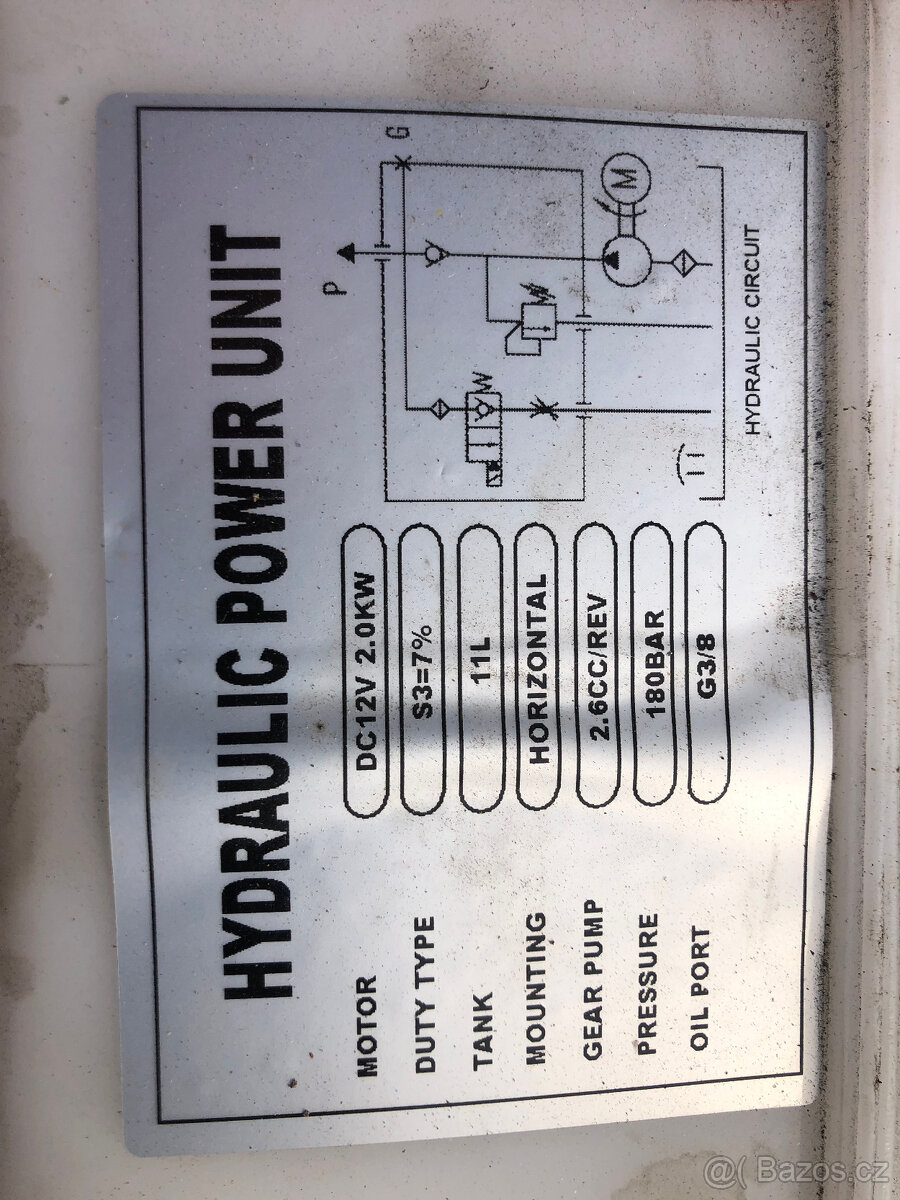 HYDRAULIC POWER UNIT
MOTOR DC12V 2.0KW
DUTY TYPE S3=7%
TANK 11L
MOUNTING HORIZONTAL
GEAR PUMP 2.6CC/REV
PRESSURE 180BAR
OIL PORT G3/8
P
G
M
HYDRAULIC CIRCUIT
@( Bazos.cz